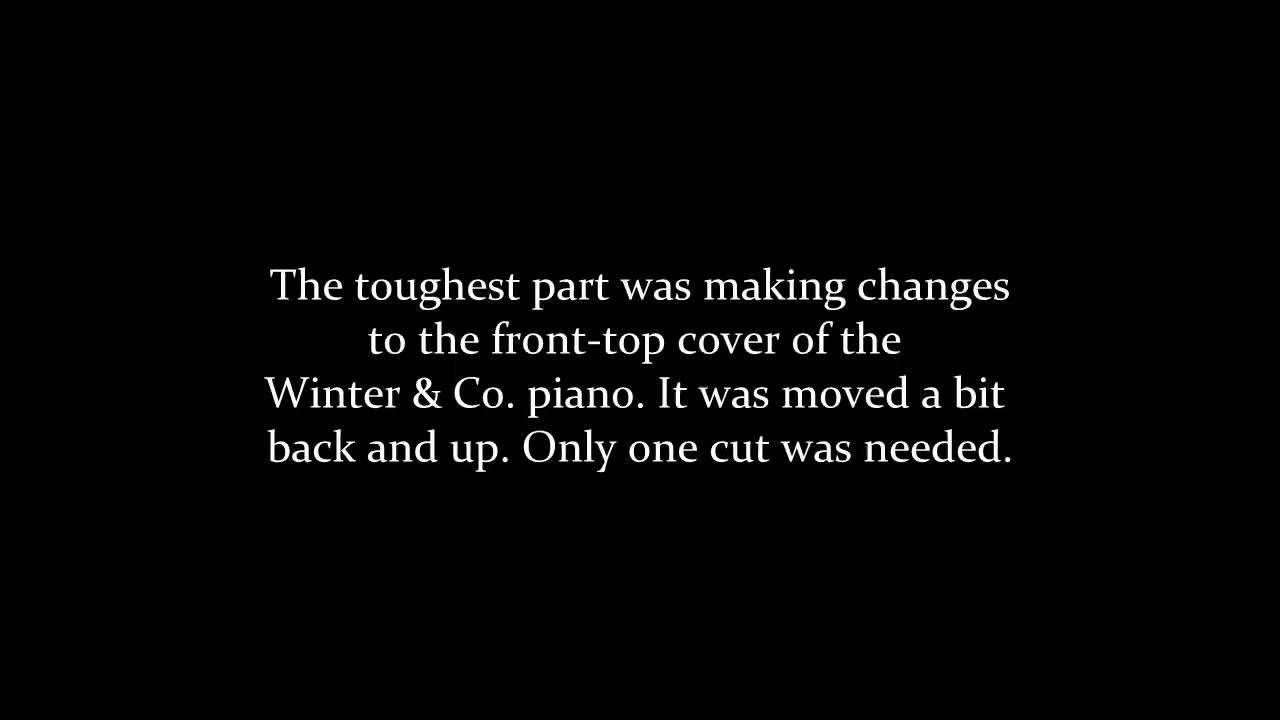 The toughest part was making changes
to the front-top cover of the
Winter & Co. piano. It was moved a bit
back and up. Only one cut was needed.